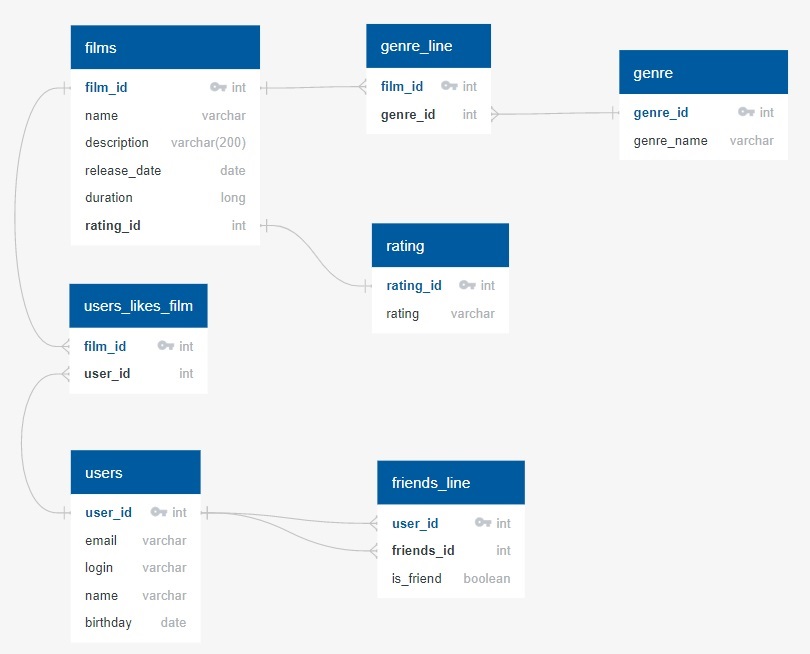 films
film_id int
name varchar
description varchar(200)
release_date date
duration long
rating_id int
genre_line
film_id int
genre_id int
genre
genre_id int
genre_name varchar
rating
rating_id int
rating varchar
users_likes_film
film_id int
user_id int
users
user_id int
email varchar
login varchar
name varchar
birthday date
friends_line
user_id int
friends_id int
is_friend boolean